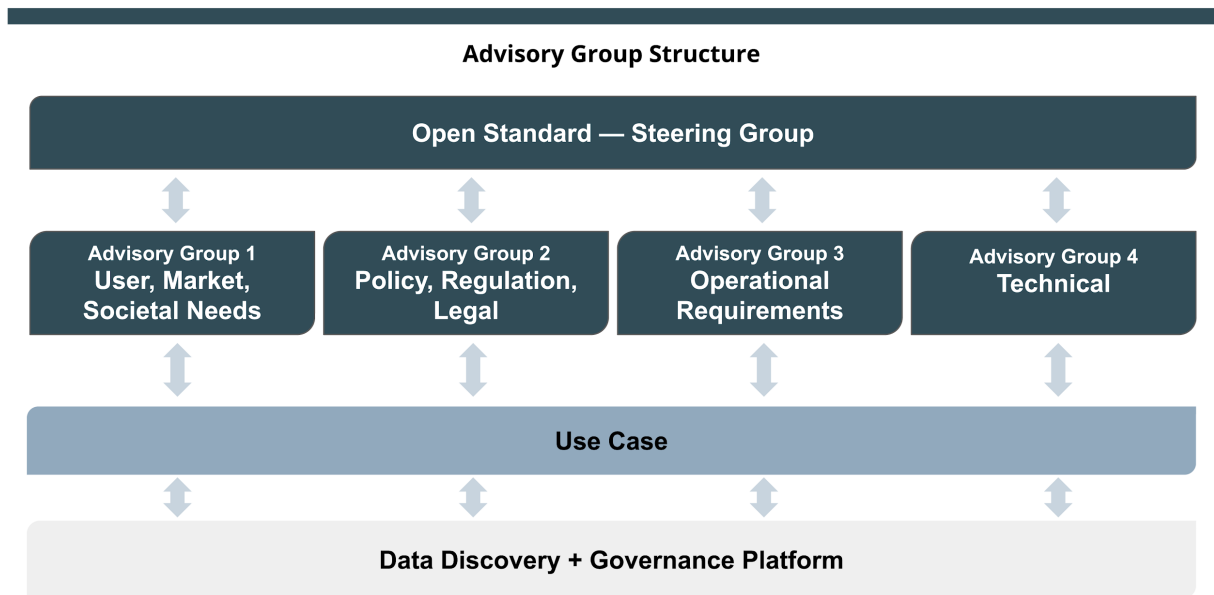 Advisory Group Structure
Open Standard — Steering Group
Advisory Group 1
User, Market,
Societal Needs
Advisory Group 2
Policy, Regulation,
Legal
Advisory Group 3
Operational
Requirements
Advisory Group 4
Technical
Use Case
Data Discovery + Governance Platform